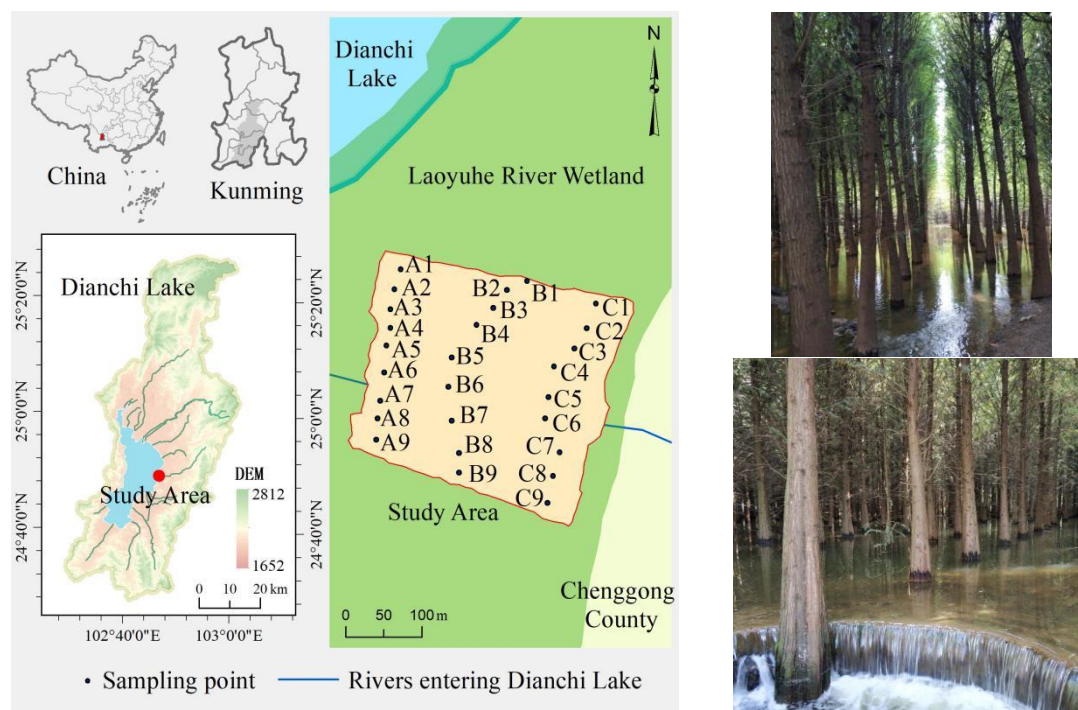 China
Kunming
Dianchi Lake
25°20'0"N
25°0'0"N
24°40'0"N
25°20'0"N
25°0'0"N
24°40'0"N
Study Area
DEM
2812
1652
0 10 20 km
102°40'0"E
103°0'0"E
Dianchi
Lake
N
Laoyuhe River Wetland
A1
A2
A3
A4
A5
A6
A7
A8
A9
B1
B2
B3
B4
B5
B6
B7
B8
B9
C1
C2
C3
C4
C5
C6
C7
C8
C9
Study Area
Chenggong
County
0 50 100 m
Sampling point
Rivers entering Dianchi Lake